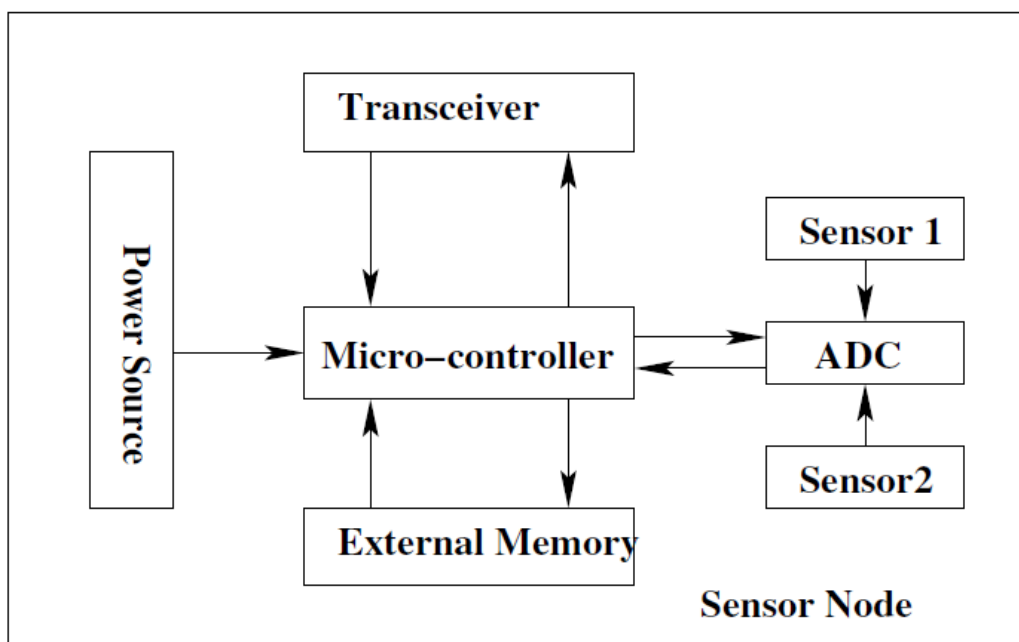 Transceiver
Power Source
Sensor 1
Micro−controller
ADC
Sensor2
External Memory
Sensor Node